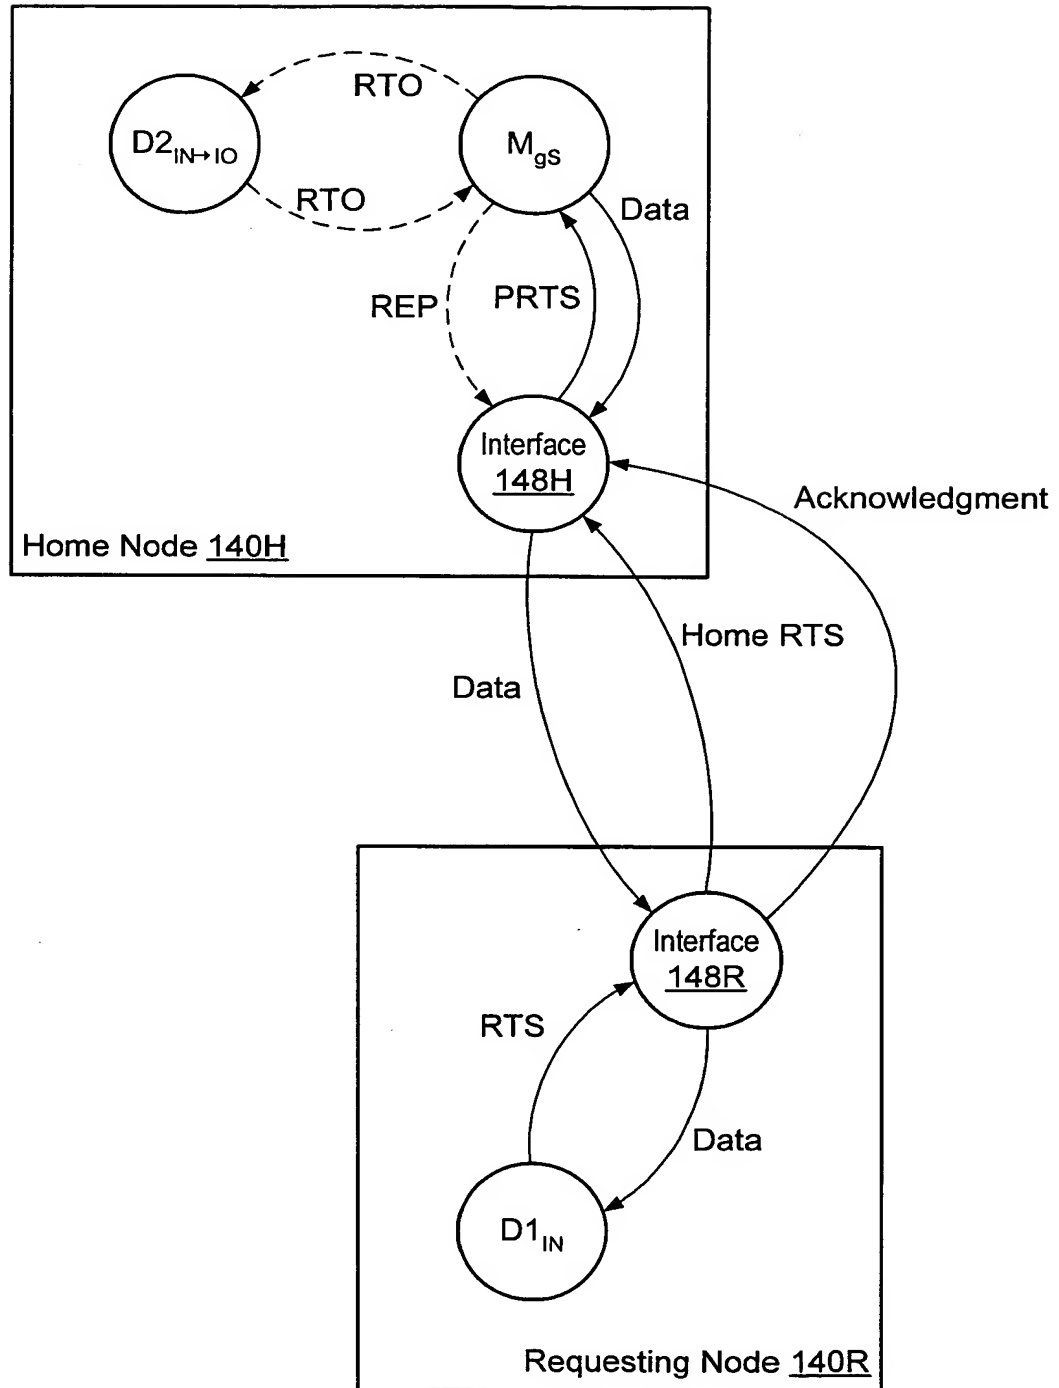 RTO
D2IN↦IO
MgS
RTO
Data
REP
PRTS
Interface
148H
Acknowledgment
Home Node 140H
Home RTS
Data
Interface
148R
RTS
Data
D1IN
Requesting Node 140R